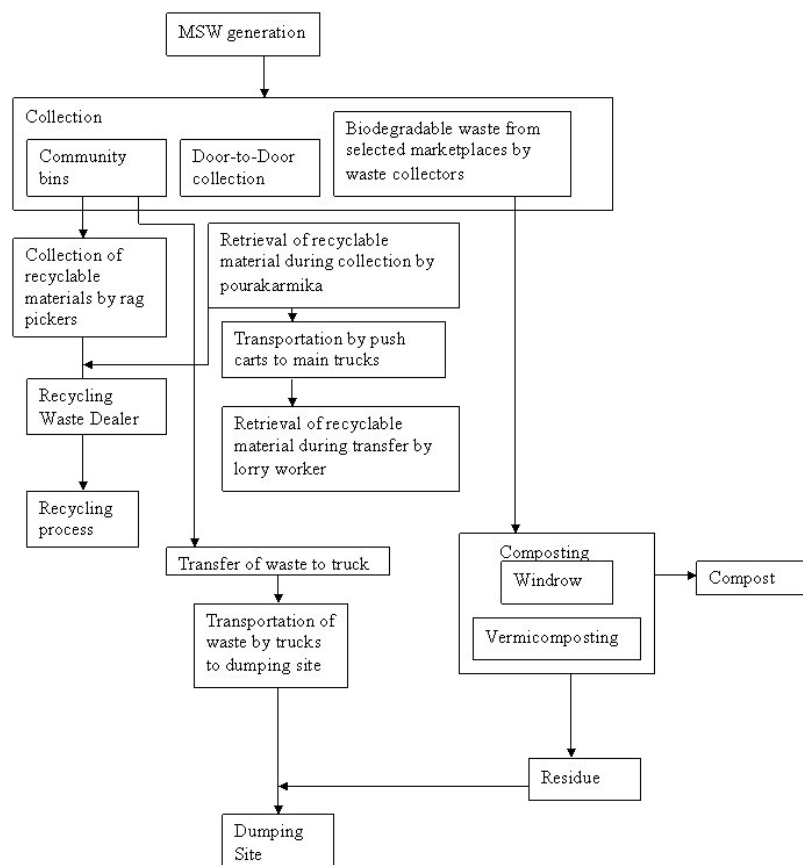 MSW generation
Collection
Community
bins
Door-to-Door
collection
Biodegradable waste from
selected marketplaces by
waste collectors
Collection of
recyclable
materials by rag
pickers
Retrieval of recyclable
material during collection by
pourakarmika
Transportation by push
carts to main trucks
Recycling
Waste Dealer
Retrieval of recyclable
material during transfer by
lorry worker
Recycling
process
Transfer of waste to truck
Composting
Windrow
Vermicomposting
Compost
Transportation of
waste by trucks
to dumping site
Residue
Dumping
Site